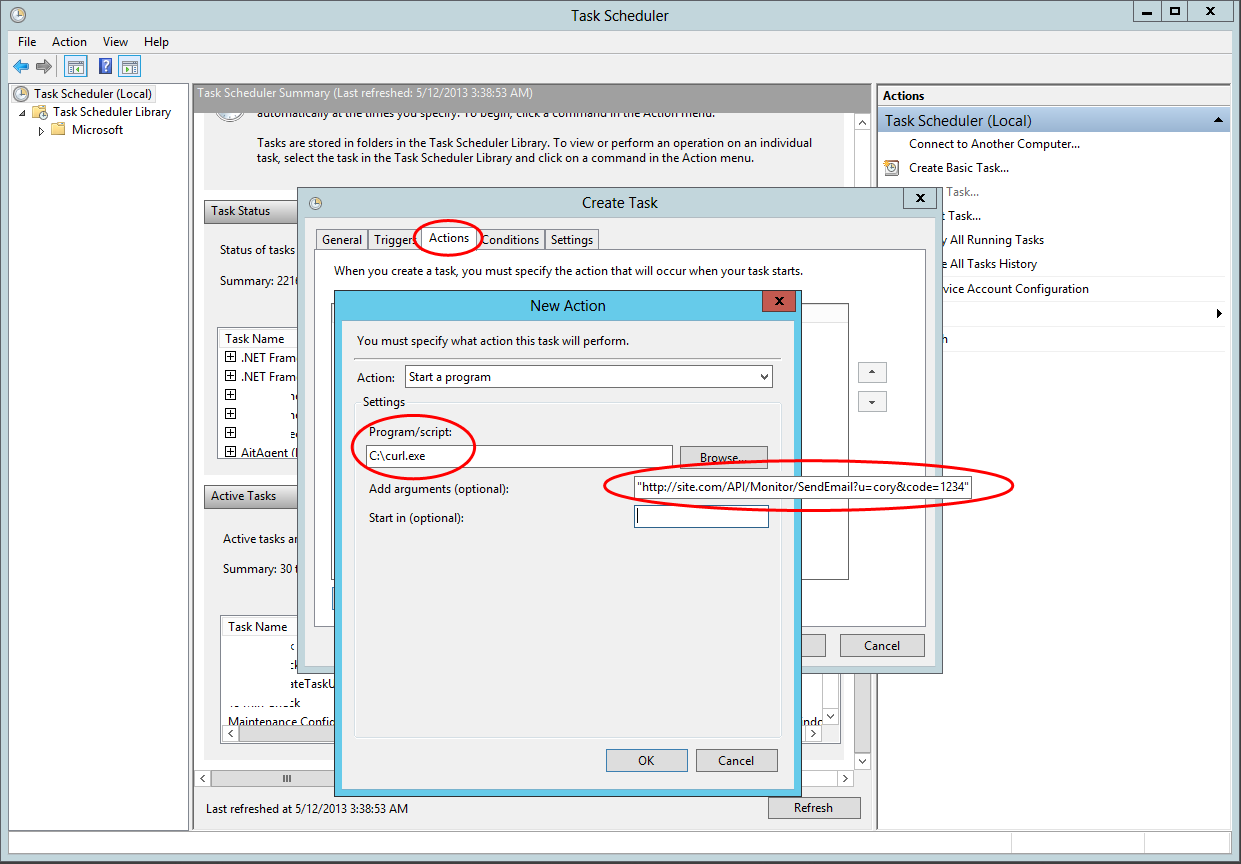 Task Scheduler
File Action View Help
Task Scheduler (Local)
Task Scheduler Library
Microsoft
Task Scheduler Summary (Last refreshed: 5/12/2013 3:38:53 AM)
automatically at the times you specify. To begin, click a command in the Action menu.
Tasks are stored in folders in the Task Scheduler Library. To view or perform an operation on an individual
task, select the task in the Task Scheduler Library and click on a command in the Action menu.
Task Status
Status of tasks
Summary: 2216
Task Name
.NET Fram
.NET Fram
AitAgent (
Active Tasks
Active tasks
Summary: 30
Task Name
Check
Maintenance Config
Last refreshed at 5/12/2013 3:38:53 AM
Refresh
Create Task
General Triggers Actions Conditions Settings
When you create a task, you must specify the action that will occur when your task starts.
Cancel
New Action
You must specify what action this task will perform.
Action: Start a program
Settings
Program/script:
C:\curl.exe
Browse...
Add arguments (optional): "http://site.com/API/Monitor/SendEmail?u=cory&code=1234"
Start in (optional):
OK Cancel
Actions
Task Scheduler (Local)
Connect to Another Computer...
Create Basic Task...
Task...
Task...
All Running Tasks
All Tasks History
vice Account Configuration